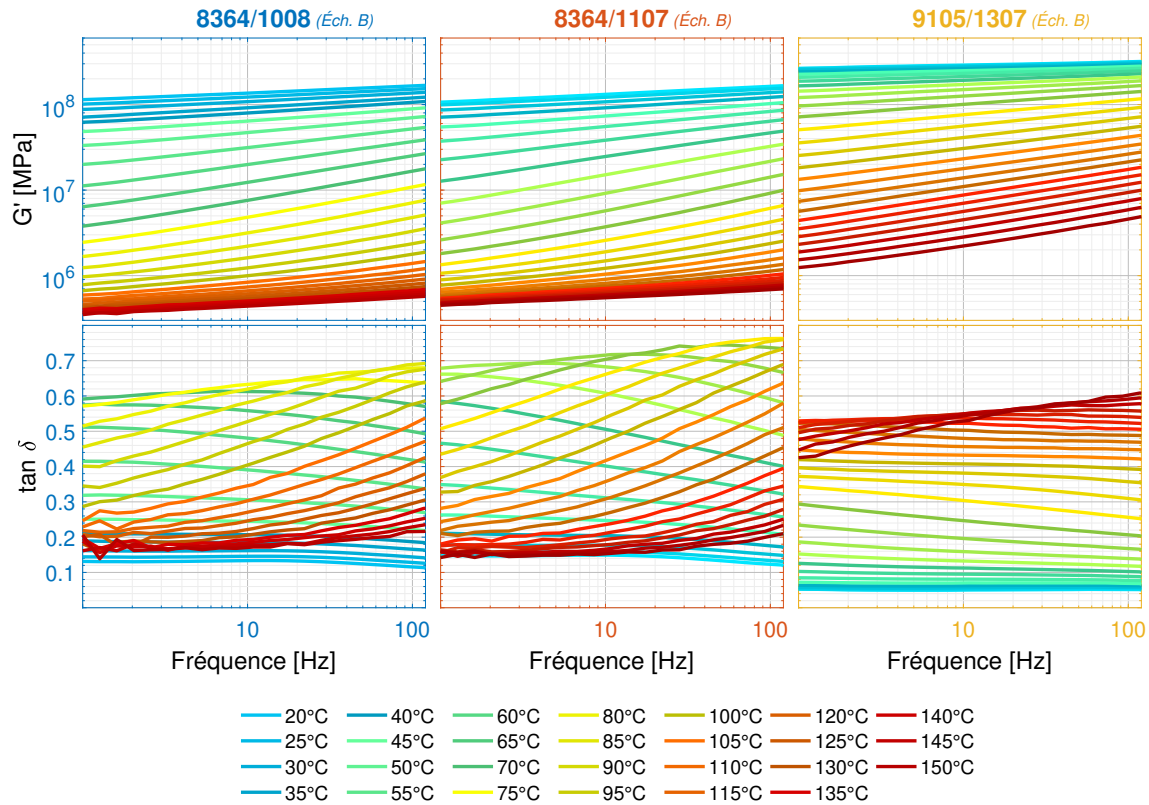 8364/1008 (Éch. B) 8364/1107 (Éch. B) 9105/1307 (Éch. B)
G' [MPa]
10^8
10^7
10^6
tan δ
0.7
0.6
0.5
0.4
0.3
0.2
0.1
10 100 10 100 10 100
Fréquence [Hz] Fréquence [Hz] Fréquence [Hz]
20°C 40°C 60°C 80°C 100°C 120°C 140°C
25°C 45°C 65°C 85°C 105°C 125°C 145°C
30°C 50°C 70°C 90°C 110°C 130°C 150°C
35°C 55°C 75°C 95°C 115°C 135°C